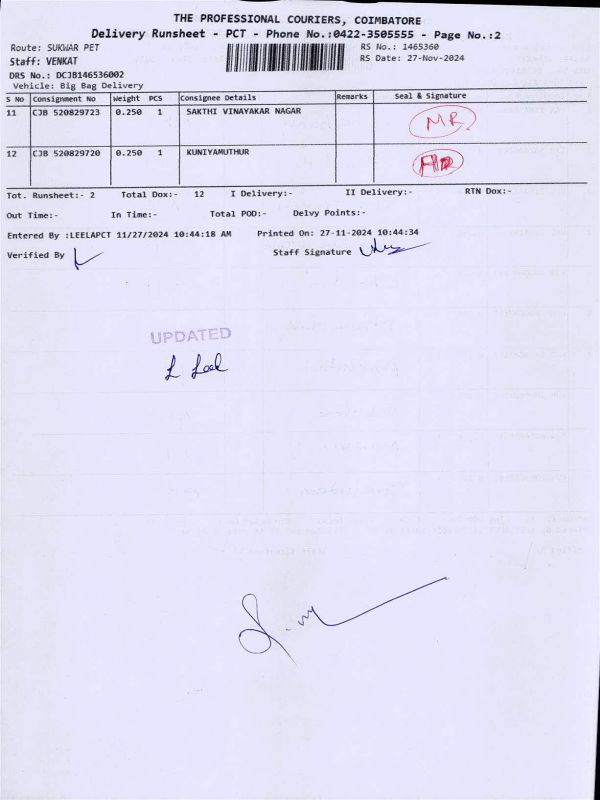 THE PROFESSIONAL COURIERS, COIMBATORE
Delivery Runsheet - PCT - Phone No.:0422-3505555 - Page No.:2
Route: SUKWAR PET RS No.: 1465360
Staff: VENKAT RS Date: 27-Nov-2024
DRS No.: DCJB146536002
Vehicle: Big Bag Delivery
S No Consignment No Weight PCS Consignee Details Remarks Seal & Signature
11 CJB 520829723 0.250 1 SAKTHI VINAYAKAR NAGAR MR
12 CJB 520829720 0.250 1 KUNIYAMUTHUR
Tot. Runsheet:- 2 Total Dox:- 12 I Delivery:- II Delivery:- RTN Dox:-
Out Time:- In Time:- Total POD:- Delvy Points:-
Entered By :LEELAPCT 11/27/2024 10:44:18 AM Printed On: 27-11-2024 10:44:34
Verified By Staff Signature
UPDATED